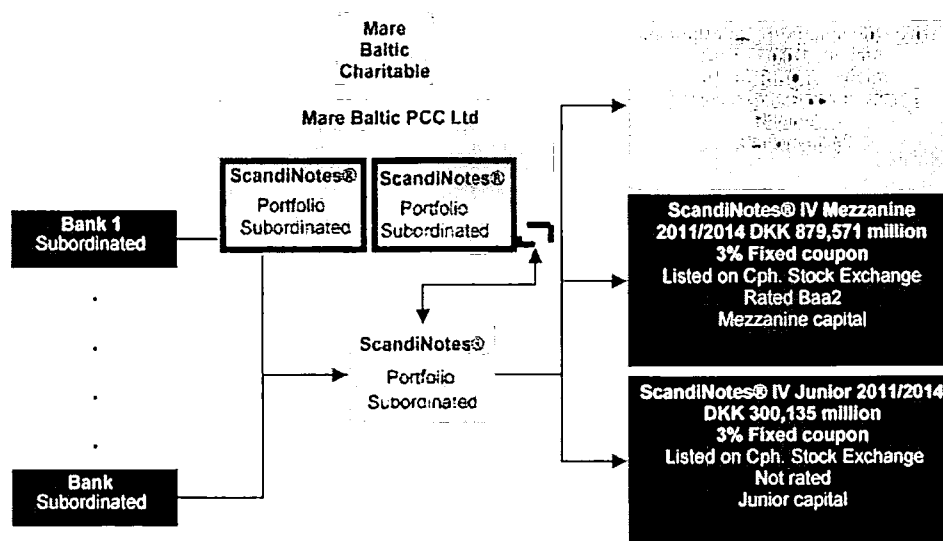 Mare
Baltic
Charitable
Mare Baltic PCC Ltd
ScandiNotes®
Portfolio
Subordinated
ScandiNotes®
Portfolio
Subordinated
Bank 1
Subordinated
ScandiNotes®
Portfolio
Subordinated
Bank
Subordinated
ScandiNotes® IV Mezzanine
2011/2014 DKK 879,571 million
3% Fixed coupon
Listed on Cph. Stock Exchange
Rated Baa2
Mezzanine capital
ScandiNotes® IV Junior 2011/2014
DKK 300,135 million
3% Fixed coupon
Listed on Cph. Stock Exchange
Not rated
Junior capital